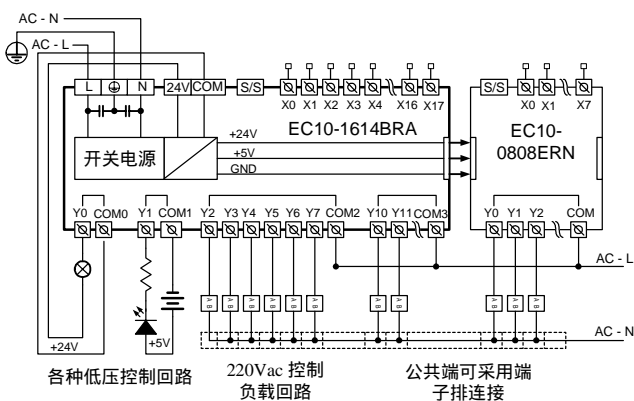 AC - N
AC - L
L
N
24V
COM
S/S
X0
X1
X2
X3
X4
X16
X17
S/S
X0
X1
X7
EC10-1614BRA
EC10-
0808ERN
开关电源
+24V
+5V
GND
Y0
COM0
Y1
COM1
Y2
Y3
Y4
Y5
Y6
Y7
COM2
Y10
Y11
COM3
Y0
Y1
Y2
COM
AC - L
A B
A B
A B
A B
A B
A B
A B
A B
A B
A B
A B
AC - N
+24V
+5V
各种低压控制回路
220Vac 控制
负载回路
公共端可采用端
子排连接